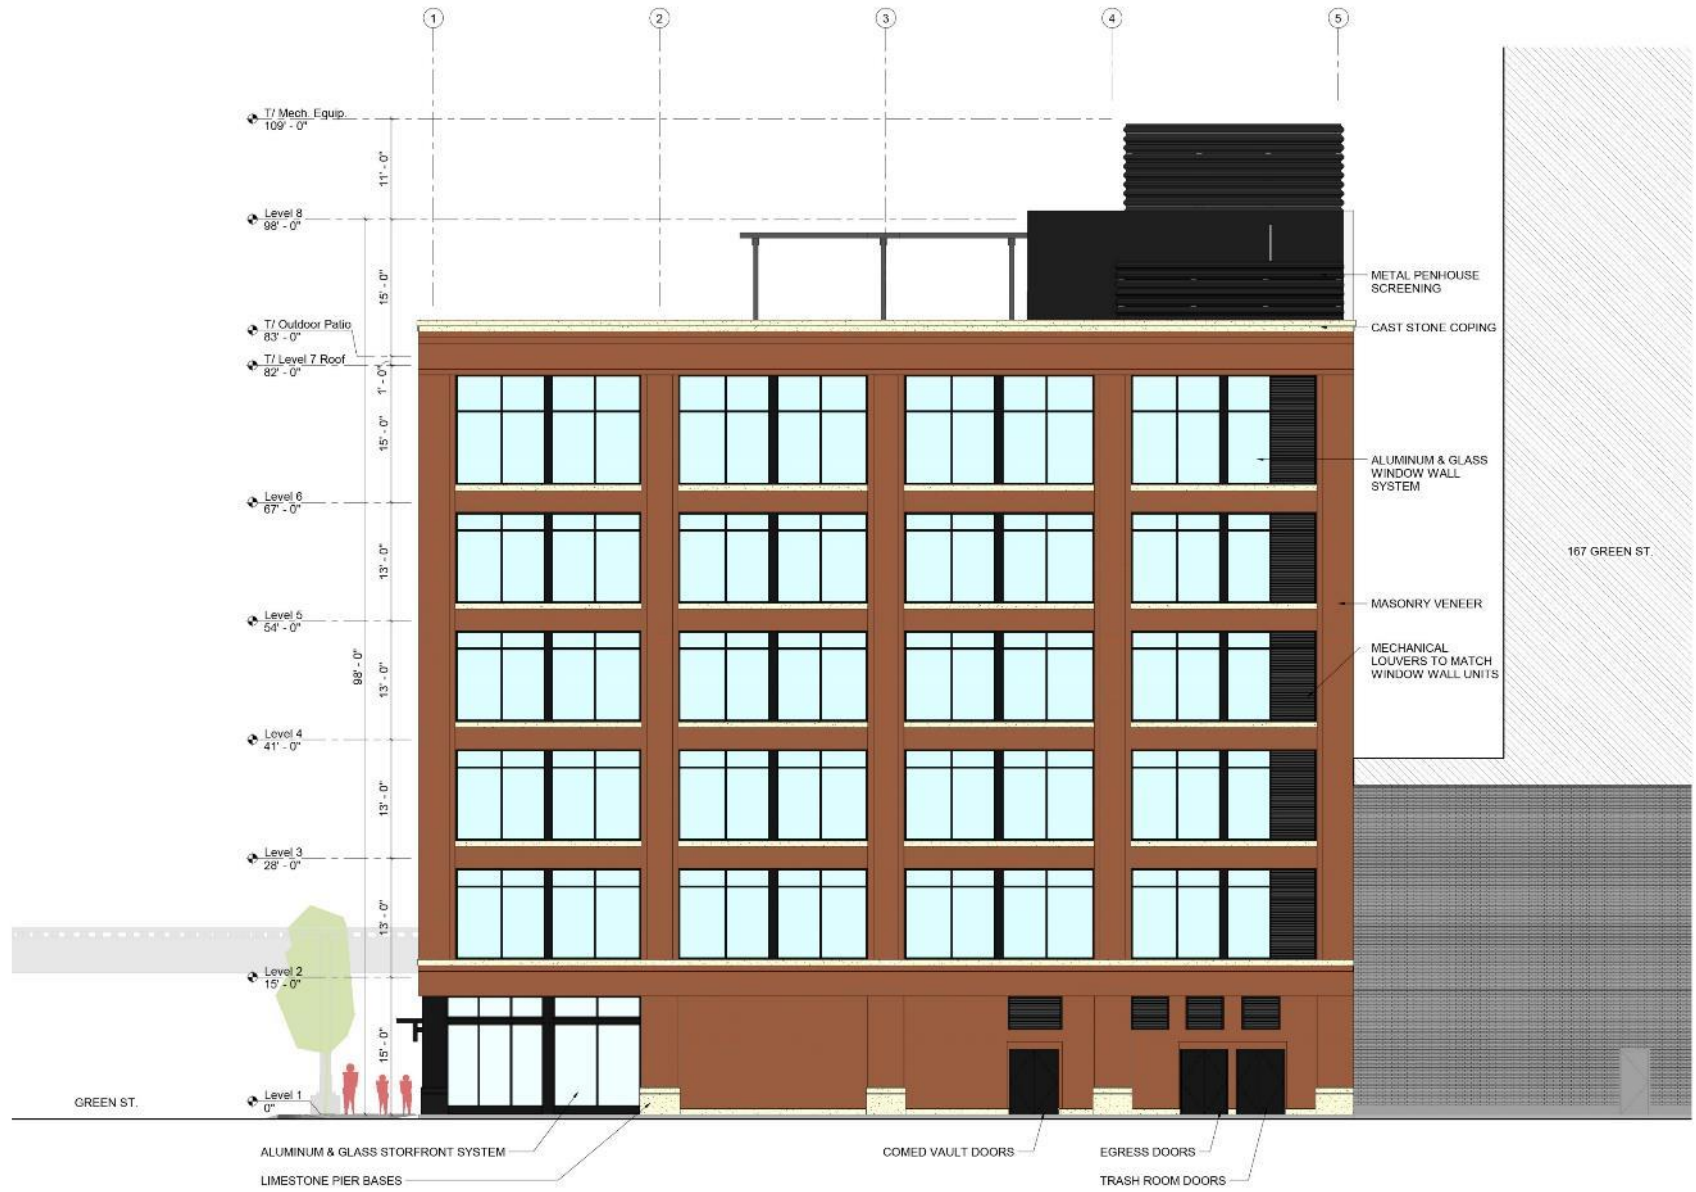 1
2
3
4
5
T/ Mech. Equip.
109' - 0"
11' - 0"
Level 8
98' - 0"
15' - 0"
METAL PENHOUSE
SCREENING
T/ Outdoor Patio
83' - 0"
CAST STONE COPING
T/ Level 7 Roof
82' - 0"
1' - 0"
15' - 0"
ALUMINUM & GLASS
WINDOW WALL
SYSTEM
Level 6
67' - 0"
13' - 0"
167 GREEN ST.
MASONRY VENEER
Level 5
54' - 0"
98' - 0"
13' - 0"
MECHANICAL
LOUVERS TO MATCH
WINDOW WALL UNITS
Level 4
41' - 0"
13' - 0"
Level 3
28' - 0"
13' - 0"
Level 2
15' - 0"
15' - 0"
Level 1
0"
GREEN ST.
ALUMINUM & GLASS STORFRONT SYSTEM
LIMESTONE PIER BASES
COMED VAULT DOORS
EGRESS DOORS
TRASH ROOM DOORS